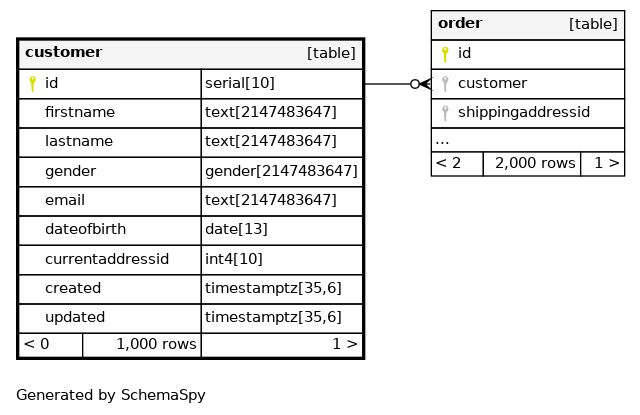 customer [table]
id serial[10]
firstname text[2147483647]
lastname text[2147483647]
gender gender[2147483647]
email text[2147483647]
dateofbirth date[13]
currentaddressid int4[10]
created timestamptz[35,6]
updated timestamptz[35,6]
< 0 1,000 rows 1 >
order [table]
id
customer
shippingaddressid
...
< 2 2,000 rows 1 >
Generated by SchemaSpy